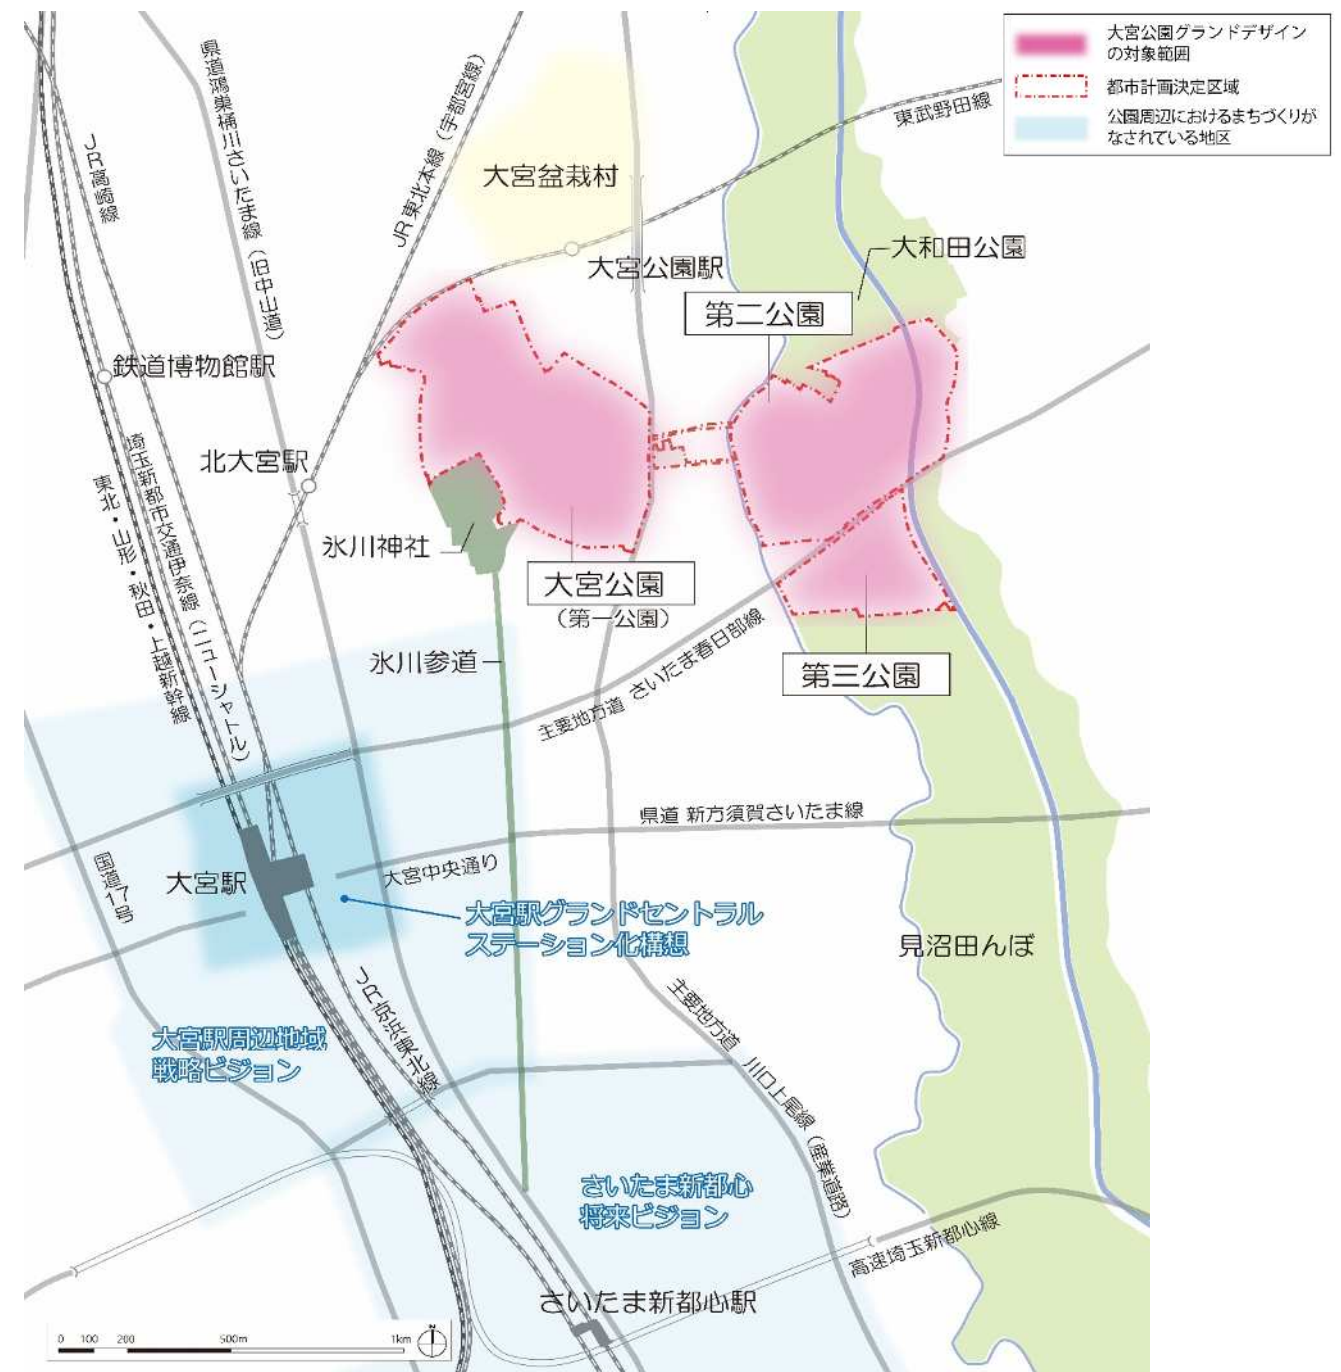 大宮公園グランドデザイン
の対象範囲
都市計画決定区域
公園周辺におけるまちづくりが
なされている地区
県道鴻巣桶川さいたま線（旧中山道）
JR東北本線（宇都宮線）
JR高崎線
東武野田線
大宮盆栽村
大宮公園駅
大和田公園
第二公園
鉄道博物館駅
北大宮駅
埼玉新都市交通伊奈線（ニューシャトル）
東北・山形・秋田・上越新幹線
氷川神社
大宮公園
（第一公園）
氷川参道
第三公園
主要地方道 さいたま春日部線
県道 新方須賀さいたま線
国道17号
大宮駅
大宮中央通り
大宮駅グランドセントラル
ステーション化構想
見沼田んぼ
主要地方道 川口上尾線（産業道路）
JR京浜東北線
大宮駅周辺地域
戦略ビジョン
さいたま新都心
将来ビジョン
高速埼玉新都心線
さいたま新都心駅
0 100 200 500m 1km
N